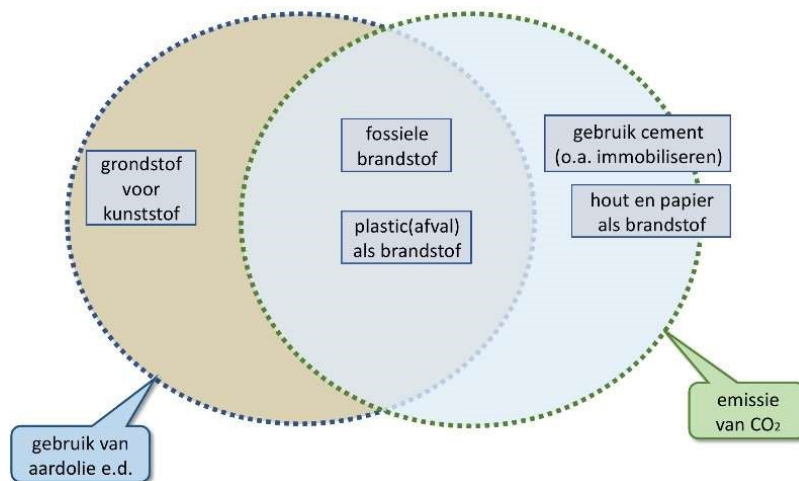 grondstof
voor
kunststof
fossiele
brandstof
plastic(afval)
als brandstof
gebruik cement
(o.a. immobiliseren)
hout en papier
als brandstof
gebruik van
aardolie e.d.
emissie
van CO₂